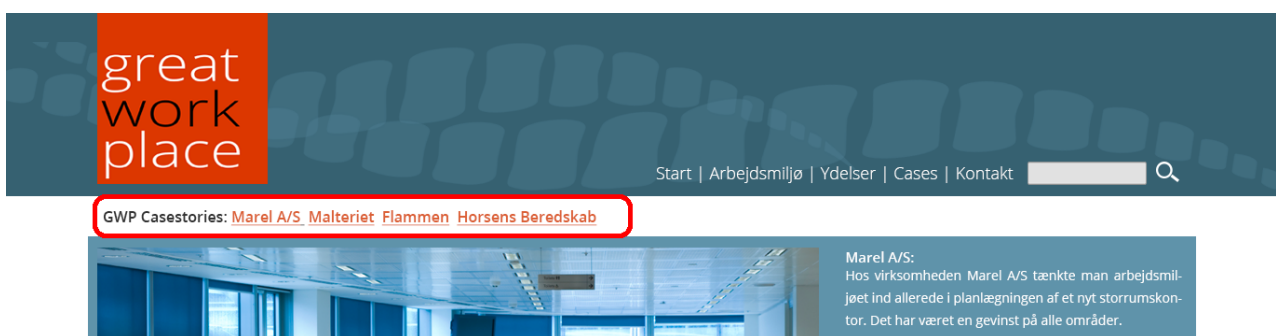 great
work
place
Start | Arbejdsmiljø | Ydelser | Cases | Kontakt
GWP Casestories: Marel A/S Malteriet Flammen Horsens Beredskab
Marel A/S:
Hos virksomheden Marel A/S tænkte man arbejdsmil-
jøet ind allerede i planlægningen af et nyt storrumskon-
tor. Det har været en gevinst på alle områder.